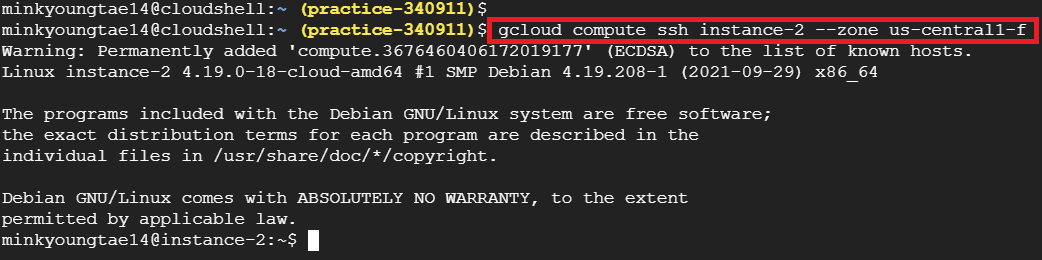 minkyoungtae14@cloudshell:~ (practice-340911)$
minkyoungtae14@cloudshell:~ (practice-340911)$ gcloud compute ssh instance-2 --zone us-central1-f
Warning: Permanently added 'compute.3676460406172019177' (ECDSA) to the list of known hosts.
Linux instance-2 4.19.0-18-cloud-amd64 #1 SMP Debian 4.19.208-1 (2021-09-29) x86_64
The programs included with the Debian GNU/Linux system are free software;
the exact distribution terms for each program are described in the
individual files in /usr/share/doc/*/copyright.
Debian GNU/Linux comes with ABSOLUTELY NO WARRANTY, to the extent
permitted by applicable law.
minkyoungtae14@instance-2:~$